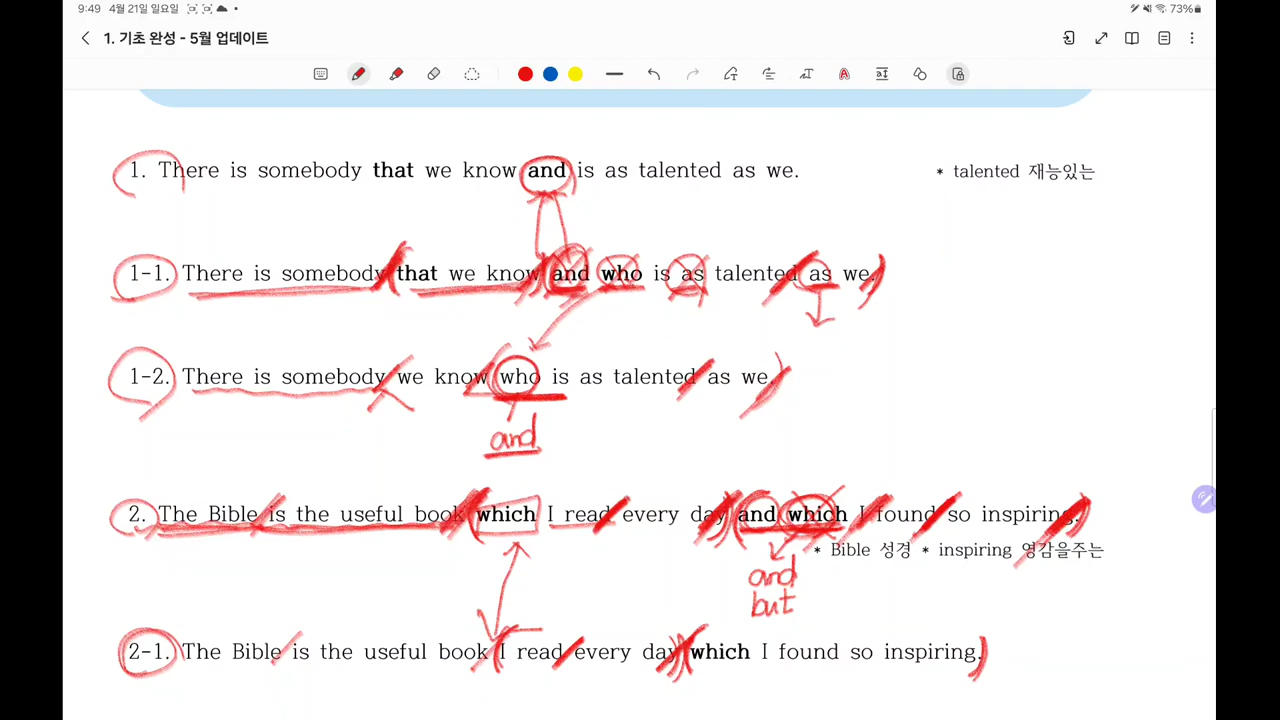 9:49 4월 21일 일요일 73%
1. 기초 완성 - 5월 업데이트
1. There is somebody that we know and is as talented as we. * talented 재능있는
1-1. There is somebody that we know and who is as talented as we.
1-2. There is somebody we know who is as talented as we.
and
2. The Bible is the useful book which I read every day and which I found so inspiring.
* Bible 성경 * inspiring 영감을주는
and
but
2-1. The Bible is the useful book I read every day which I found so inspiring.